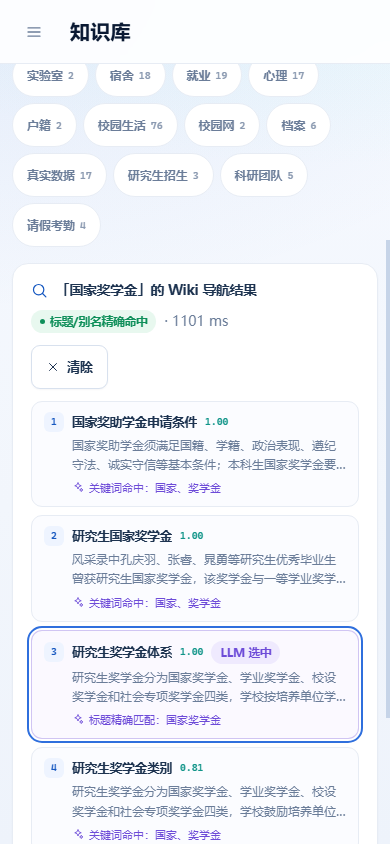 知识库
实验室 2
宿舍 18
就业 19
心理 17
户籍 2
校园生活 76
校园网 2
档案 6
真实数据 17
研究生招生 3
科研团队 5
请假考勤 4
「国家奖学金」的 Wiki 导航结果
标题/别名精确命中 · 1101 ms
清除
1 国家奖助学金申请条件 1.00
国家奖助学金须满足国籍、学籍、政治表现、遵纪
守法、诚实守信等基本条件；本科生国家奖学金要...
关键词命中：国家、奖学金
2 研究生国家奖学金 1.00
风采录中孔庆羽、张睿、晁勇等研究生优秀毕业生
曾获研究生国家奖学金，该奖学金与一等学业奖学...
关键词命中：国家、奖学金
3 研究生奖学金体系 1.00 LLM 选中
研究生奖学金分为国家奖学金、学业奖学金、校设
奖学金和社会专项奖学金四类，学校按培养单位学...
标题精确匹配：国家奖学金
4 研究生奖学金类别 0.81
研究生奖学金分为国家奖学金、学业奖学金、校设
奖学金和社会专项奖学金四类，学校鼓励培养单位...
关键词命中：国家、奖学金